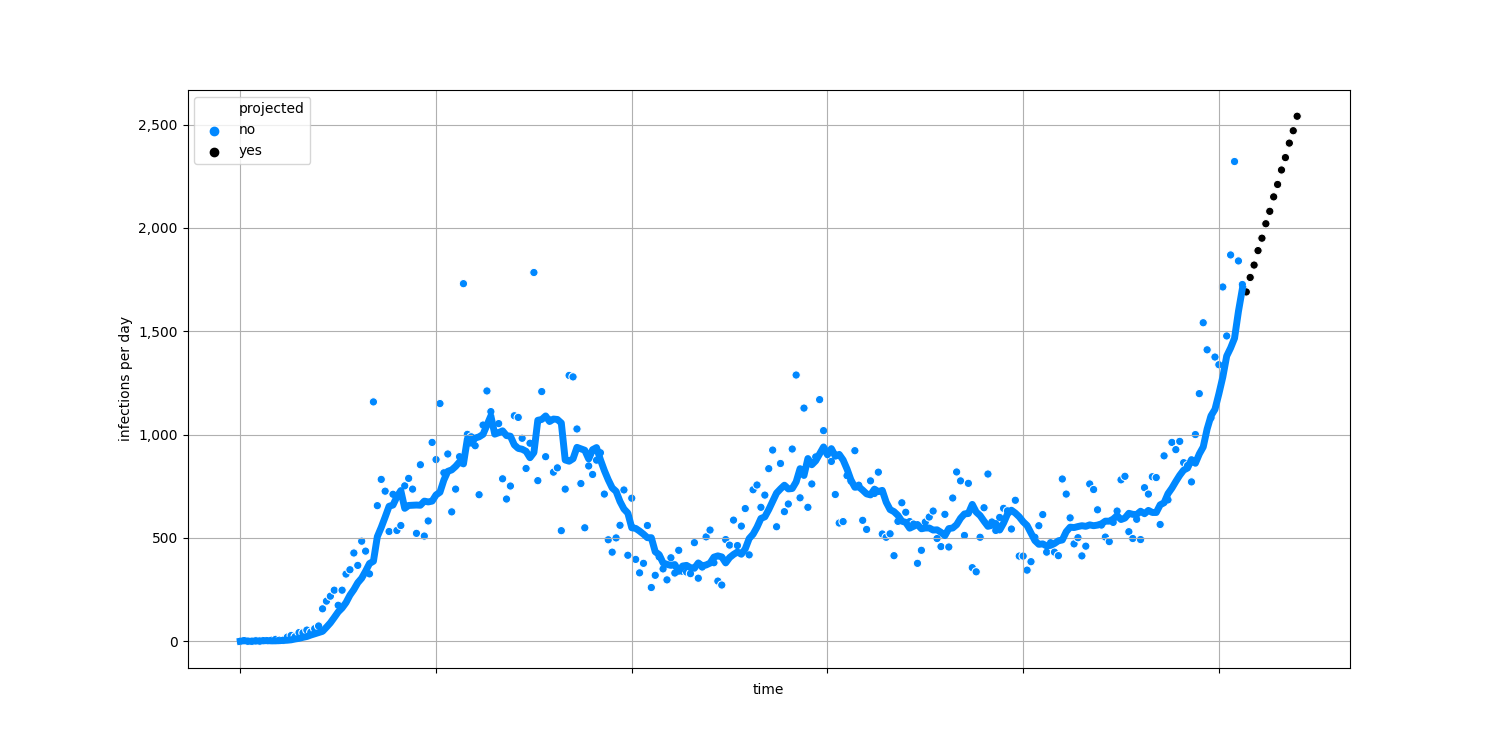 projected
no
yes
2,500
2,000
1,500
1,000
500
0
infections per day
time